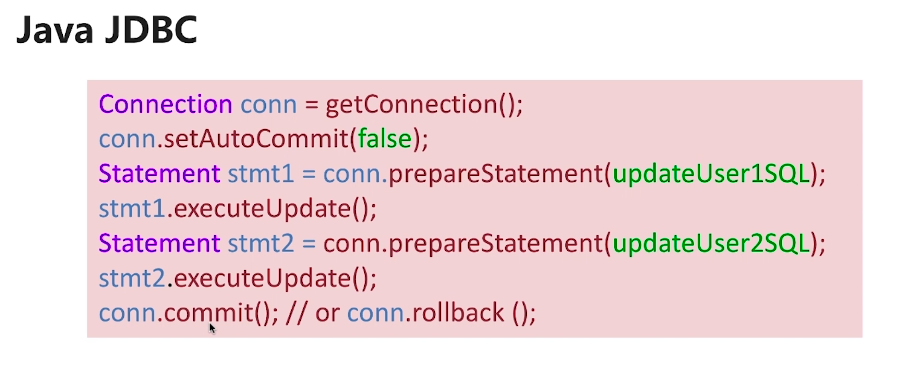 Java JDBC
Connection conn = getConnection();
conn.setAutoCommit(false);
Statement stmt1 = conn.prepareStatement(updateUser1SQL);
stmt1.executeUpdate();
Statement stmt2 = conn.prepareStatement(updateUser2SQL);
stmt2.executeUpdate();
conn.commit(); // or conn.rollback ();